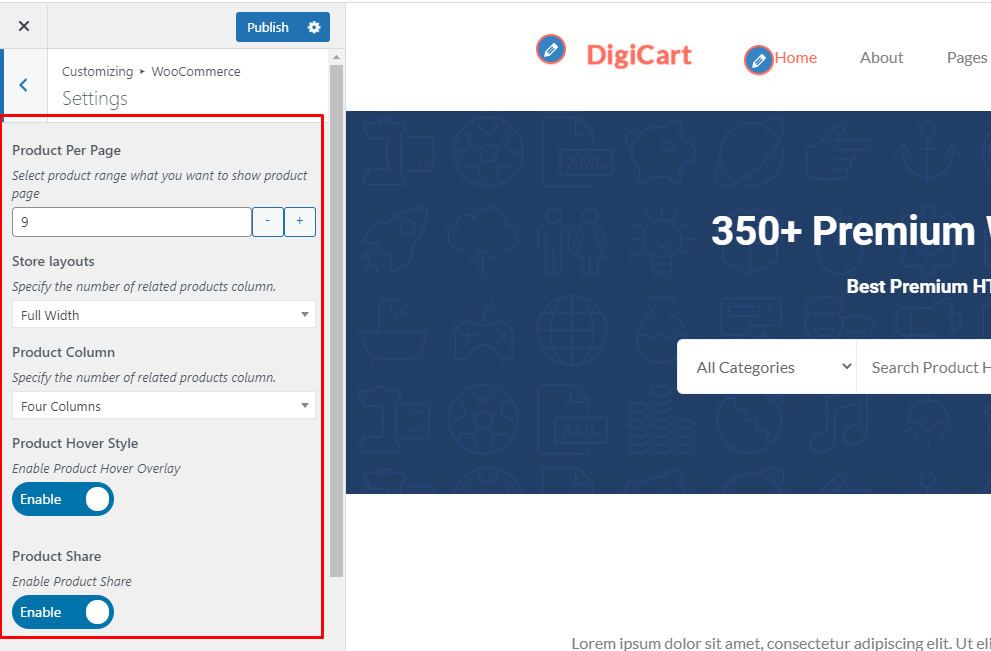 Publish
Customizing ▸ WooCommerce
Settings
Product Per Page
Select product range what you want to show product
page
9
-
+
Store layouts
Specify the number of related products column.
Full Width
Product Column
Specify the number of related products column.
Four Columns
Product Hover Style
Enable Product Hover Overlay
Enable
Product Share
Enable Product Share
Enable
DigiCart
Home
About
Pages
XML
350+ Premium
Best Premium HT
All Categories
Search Product H
XML
Lorem ipsum dolor sit amet, consectetur adipiscing elit. Ut eli